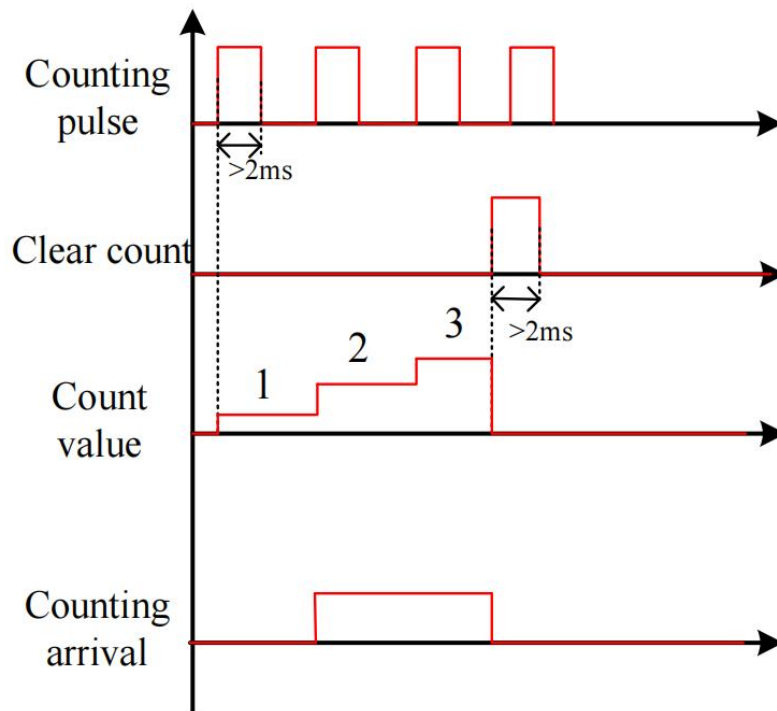 Counting
pulse
>2ms
Clear count
>2ms
1
2
3
Count
value
Counting
arrival